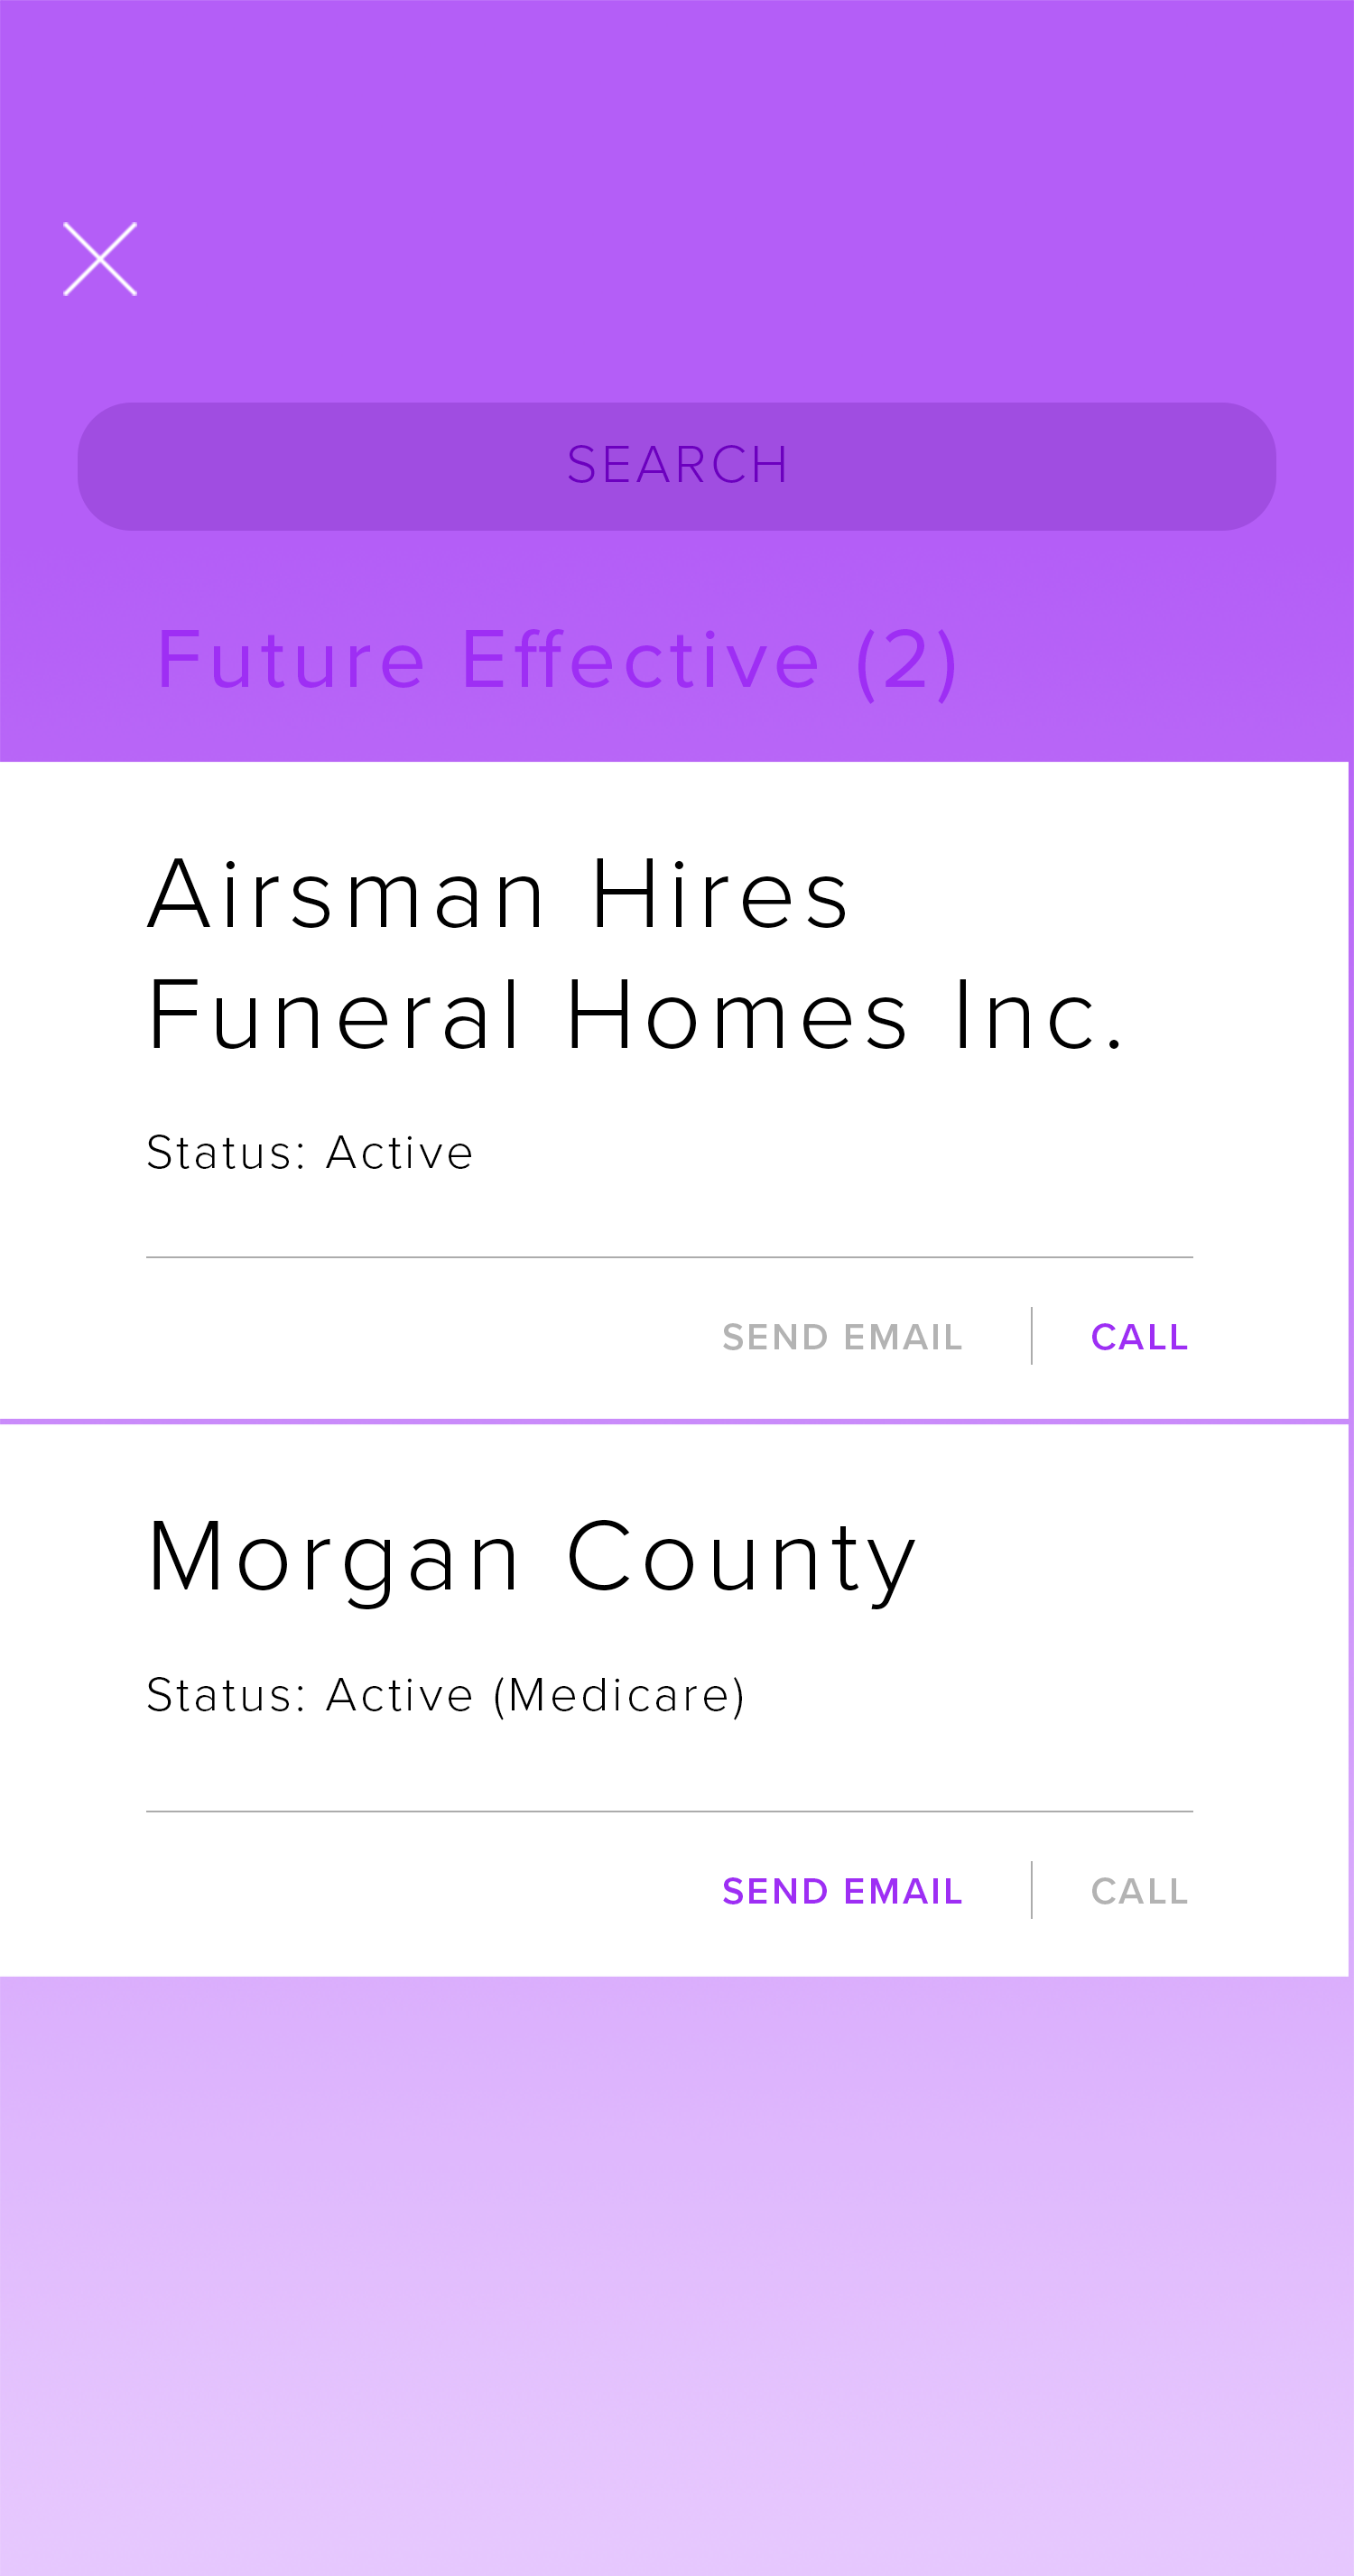 SEARCH
Future Effective (2)
Airsman Hires
Funeral Homes Inc.
Status: Active
SEND EMAIL CALL
Morgan County
Status: Active (Medicare)
SEND EMAIL CALL